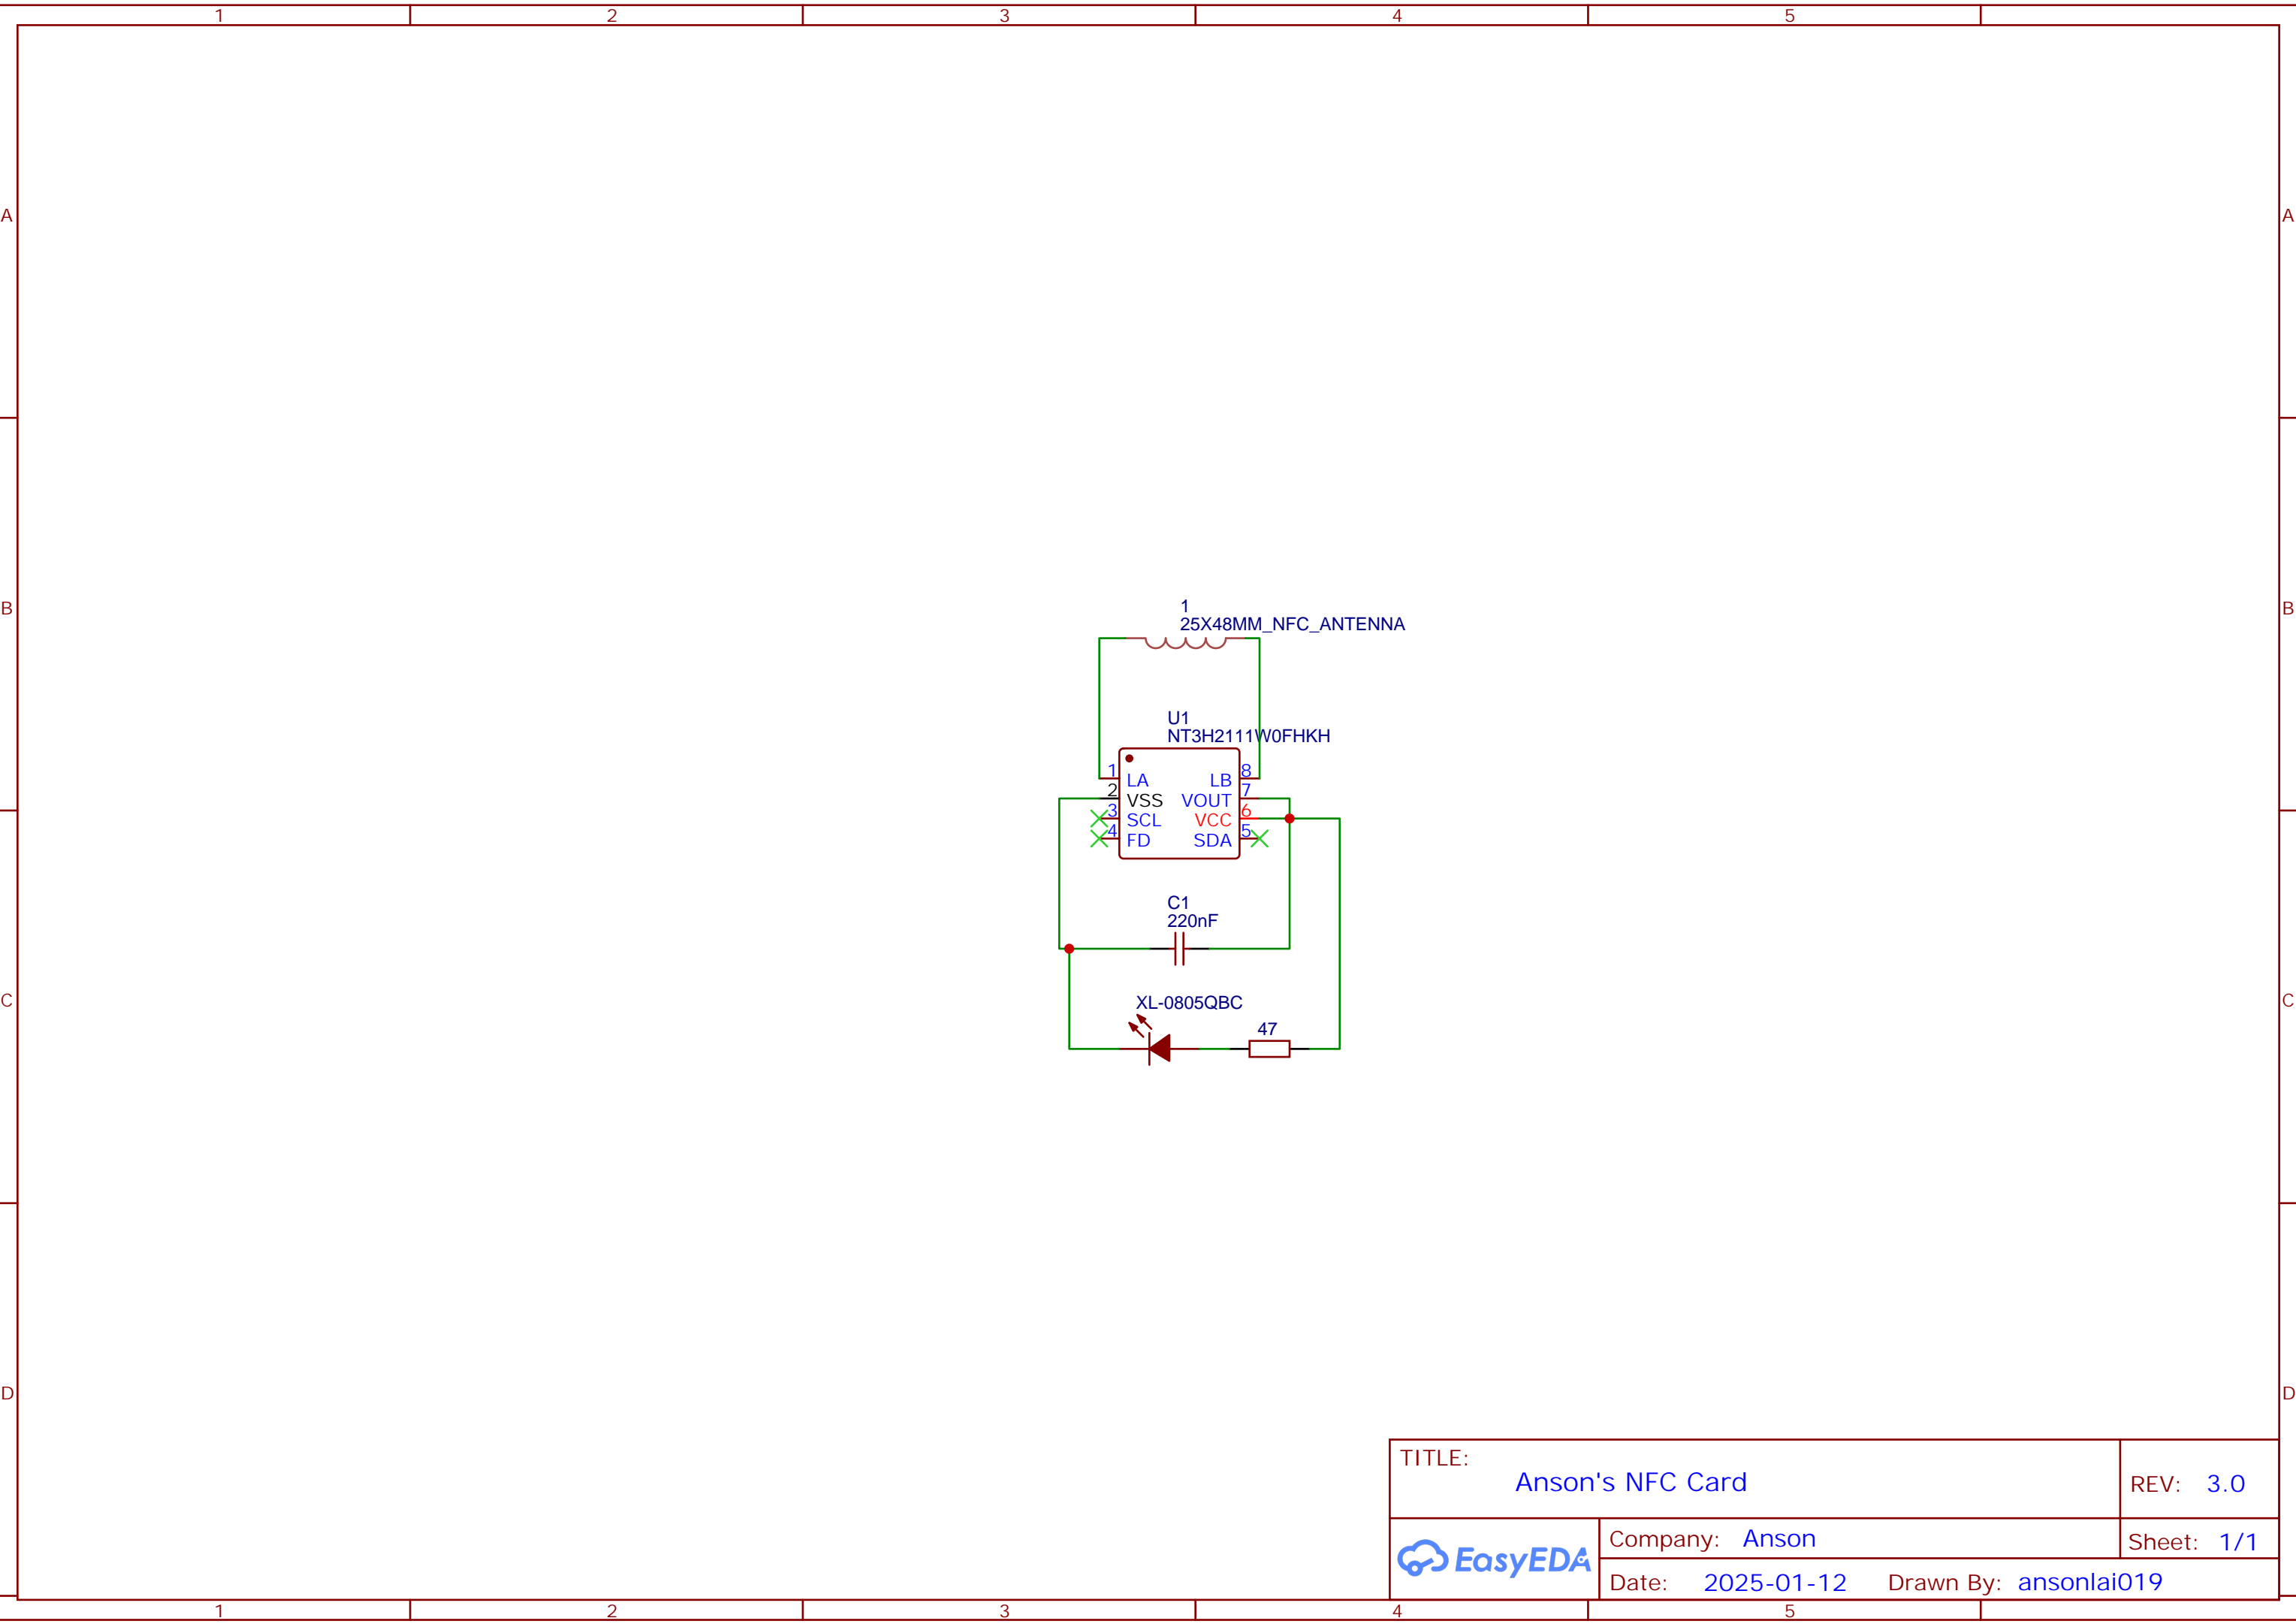 1 2 3 4 5
A A
B B
1
25X48MM_NFC_ANTENNA
U1
NT3H2111W0FHKH
1 LA LB 8
2 VSS VOUT 7
3 SCL VCC 6
4 FD SDA 5
C1
220nF
C C
XL-0805QBC
47
D D
TITLE:
Anson's NFC Card
REV: 3.0
EasyEDA
Company: Anson
Sheet: 1/1
Date: 2025-01-12 Drawn By: ansonlai019
1 2 3 4 5